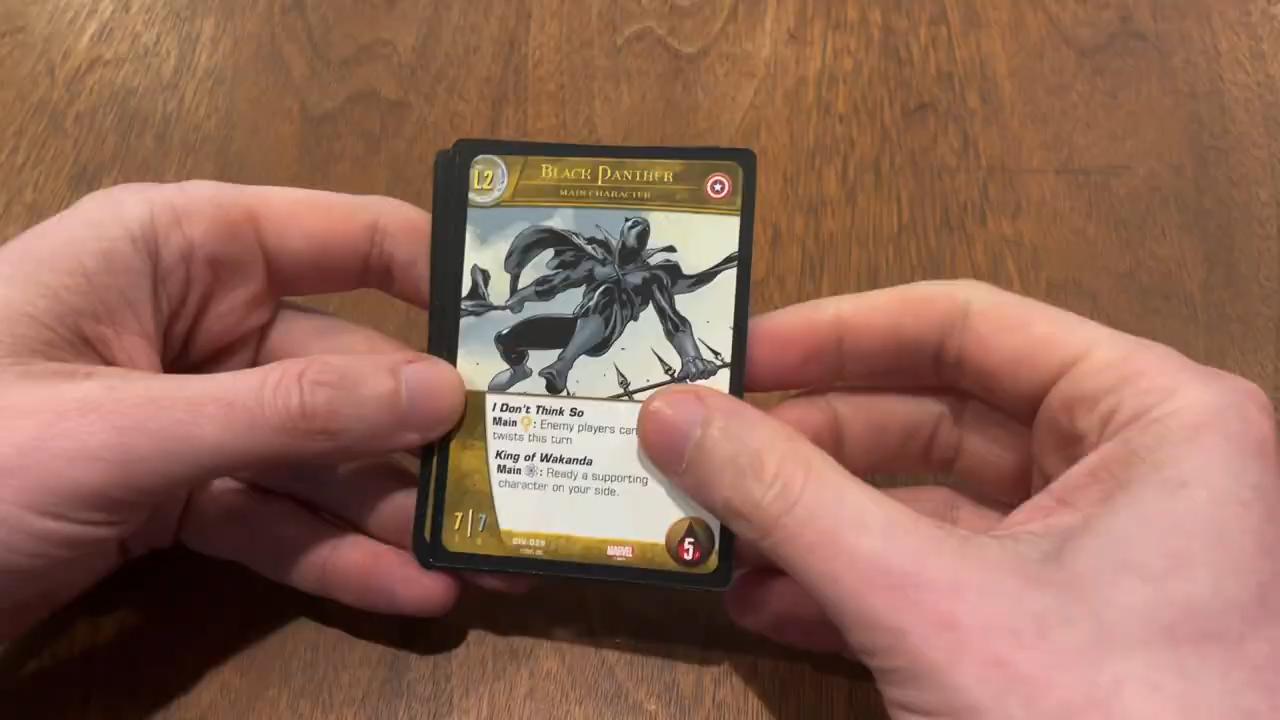 L2
BLACK PANTHER
MAIN CHARACTER
I Don't Think So
Main : Enemy players can
twists this turn
King of Wakanda
Main : Ready a supporting
character on your side.
7|7
MARVEL
5